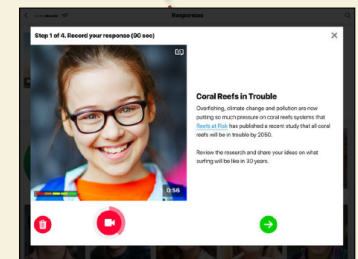 Responses
Step 1 of 4. Record your response (90 sec)
Coral Reefs in Trouble
Overfishing, climate change and pollution are now
putting so much pressure on coral reefs systems that
Reefs at Risk has published a recent study that all coral
reefs will be in trouble by 2050.
Review the research and share your ideas on what
surfing will be like in 30 years.
0:56